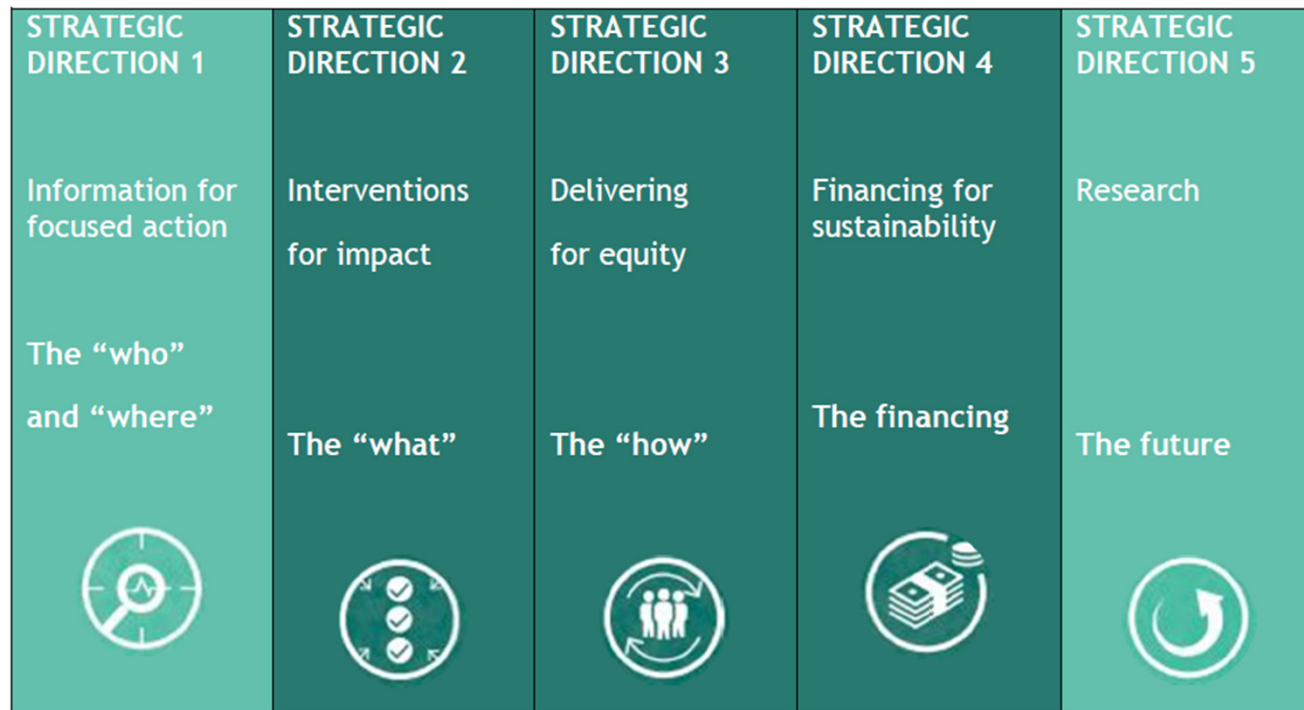 STRATEGIC
DIRECTION 1
Information for
focused action
The “who”
and “where”
STRATEGIC
DIRECTION 2
Interventions
for impact
The “what”
STRATEGIC
DIRECTION 3
Delivering
for equity
The “how”
STRATEGIC
DIRECTION 4
Financing for
sustainability
The financing
STRATEGIC
DIRECTION 5
Research
The future